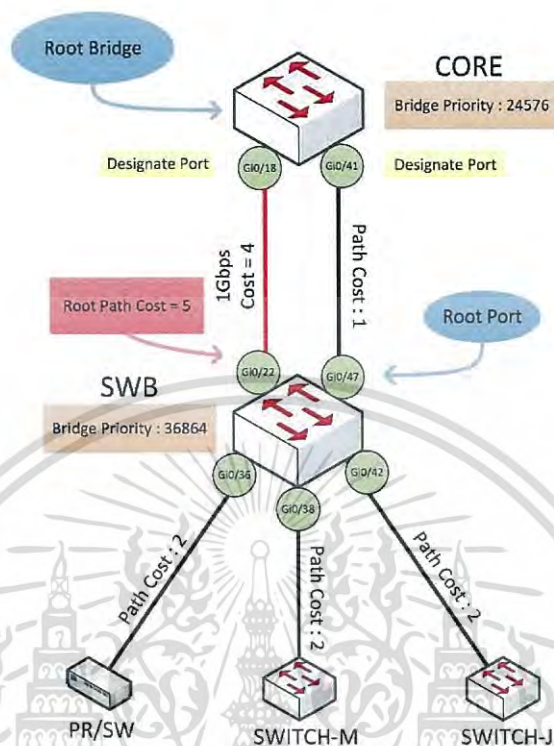 Root Bridge
CORE
Bridge Priority : 24576
Designate Port
Gi0/18
Gi0/41
Designate Port
1Gbps
Cost = 4
Path Cost : 1
Root Path Cost = 5
Root Port
Gi0/22
Gi0/47
SWB
Bridge Priority : 36864
Gi0/36
Gi0/38
Gi0/42
Path Cost : 2
Path Cost : 2
Path Cost : 2
PR/SW
SWITCH-M
SWITCH-J